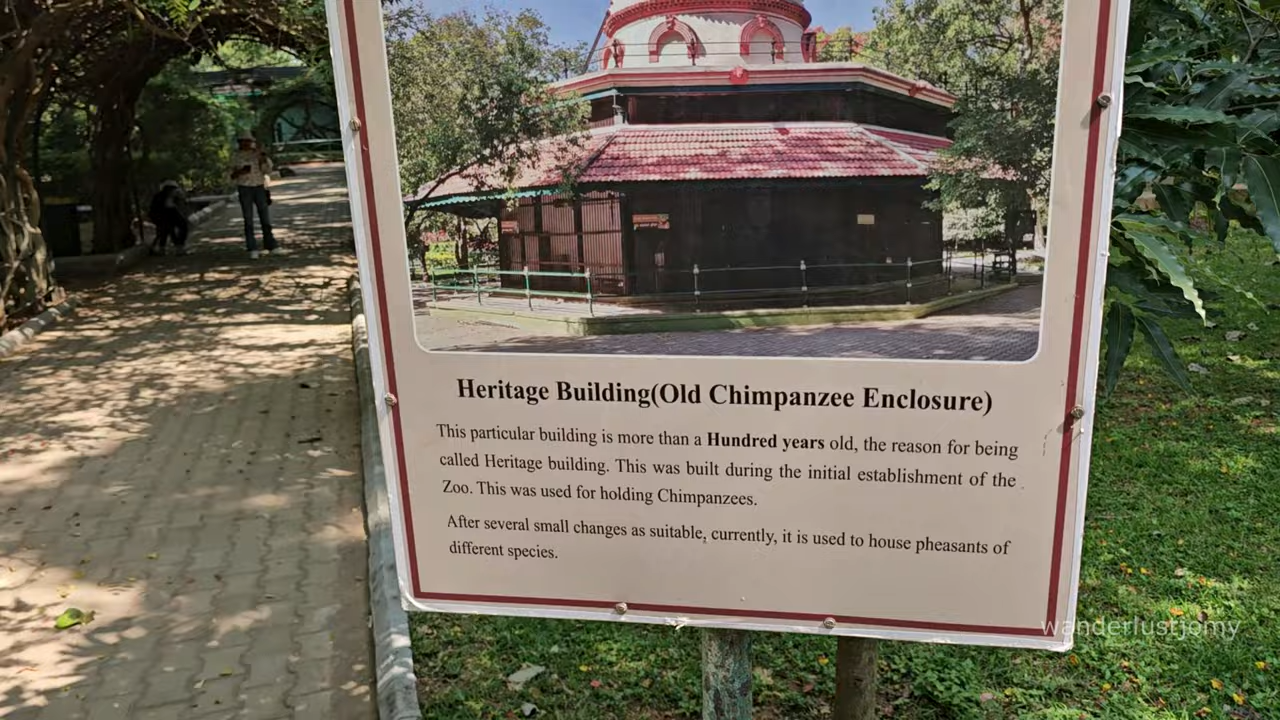 Heritage Building(Old Chimpanzee Enclosure)
This particular building is more than a Hundred years old, the reason for being
called Heritage building. This was built during the initial establishment of the
Zoo. This was used for holding Chimpanzees.
After several small changes as suitable, currently, it is used to house pheasants of
different species.
wanderlustjomy